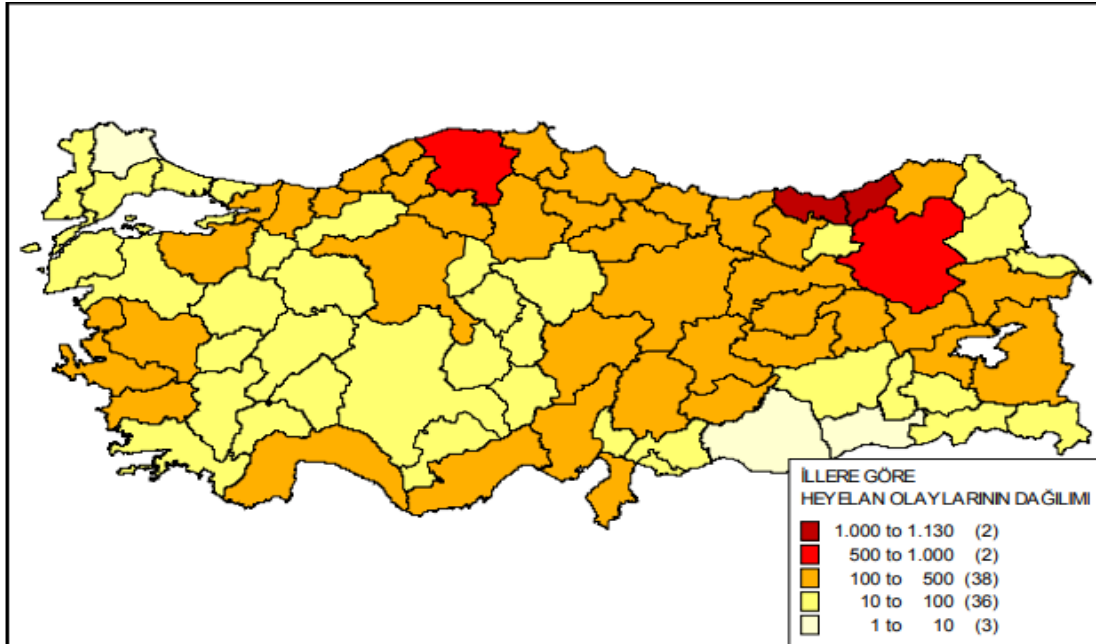 İLLERE GÖRE
HEYELAN OLAYLARININ DAĞILIMI
1.000 to 1.130 (2)
500 to 1.000 (2)
100 to 500 (38)
10 to 100 (36)
1 to 10 (3)